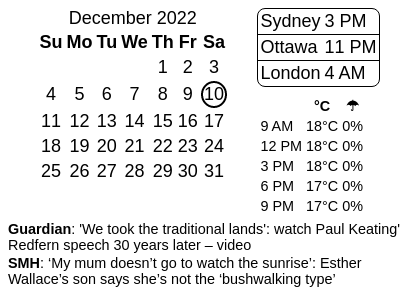 December 2022
Su Mo Tu We Th Fr Sa
1 2 3
4 5 6 7 8 9 10
11 12 13 14 15 16 17
18 19 20 21 22 23 24
25 26 27 28 29 30 31
Sydney 3 PM
Ottawa 11 PM
London 4 AM
°C ☂
9 AM 18°C 0%
12 PM 18°C 0%
3 PM 18°C 0%
6 PM 17°C 0%
9 PM 17°C 0%
Guardian: 'We took the traditional lands': watch Paul Keating'
Redfern speech 30 years later – video
SMH: ‘My mum doesn’t go to watch the sunrise’: Esther
Wallace’s son says she’s not the ‘bushwalking type’